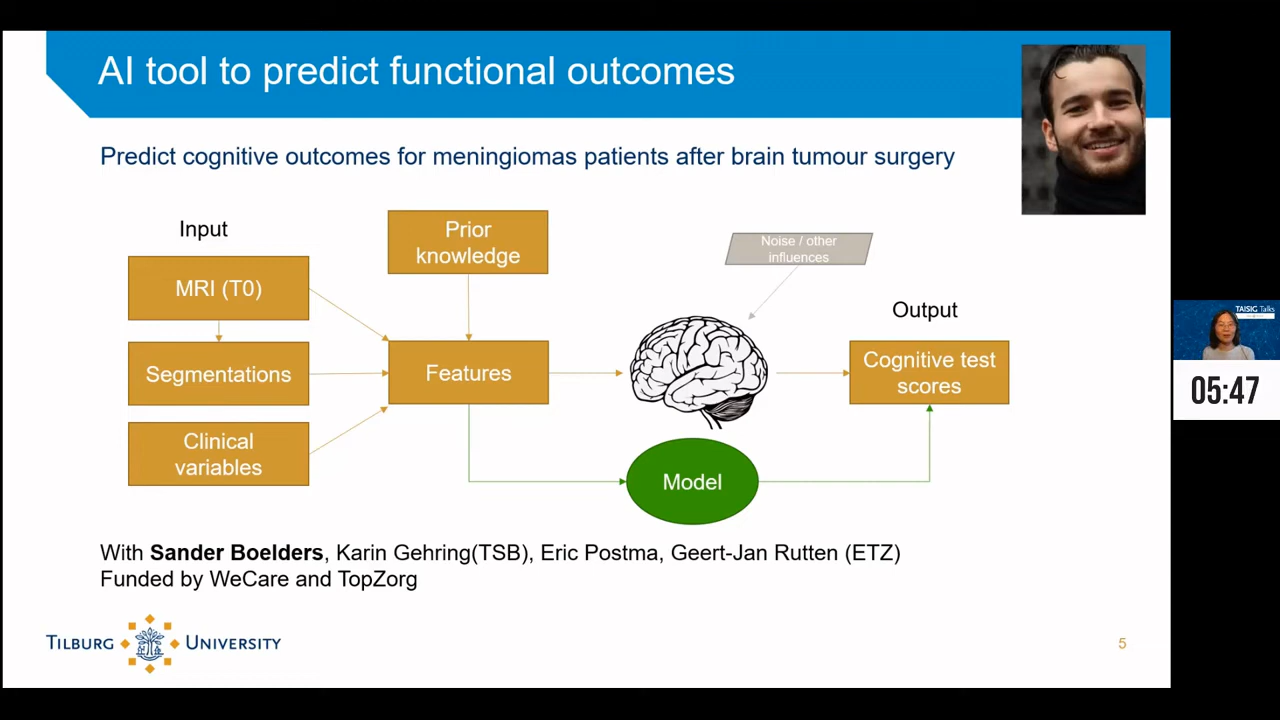 AI tool to predict functional outcomes
Predict cognitive outcomes for meningiomas patients after brain tumour surgery
Input
Prior
knowledge
Noise / other
influences
MRI (T0)
Output
Segmentations
Features
Cognitive test
scores
Clinical
variables
Model
With Sander Boelders, Karin Gehring(TSB), Eric Postma, Geert-Jan Rutten (ETZ)
Funded by WeCare and TopZorg
TILBURG UNIVERSITY
5
TAISIG Talks
05:47